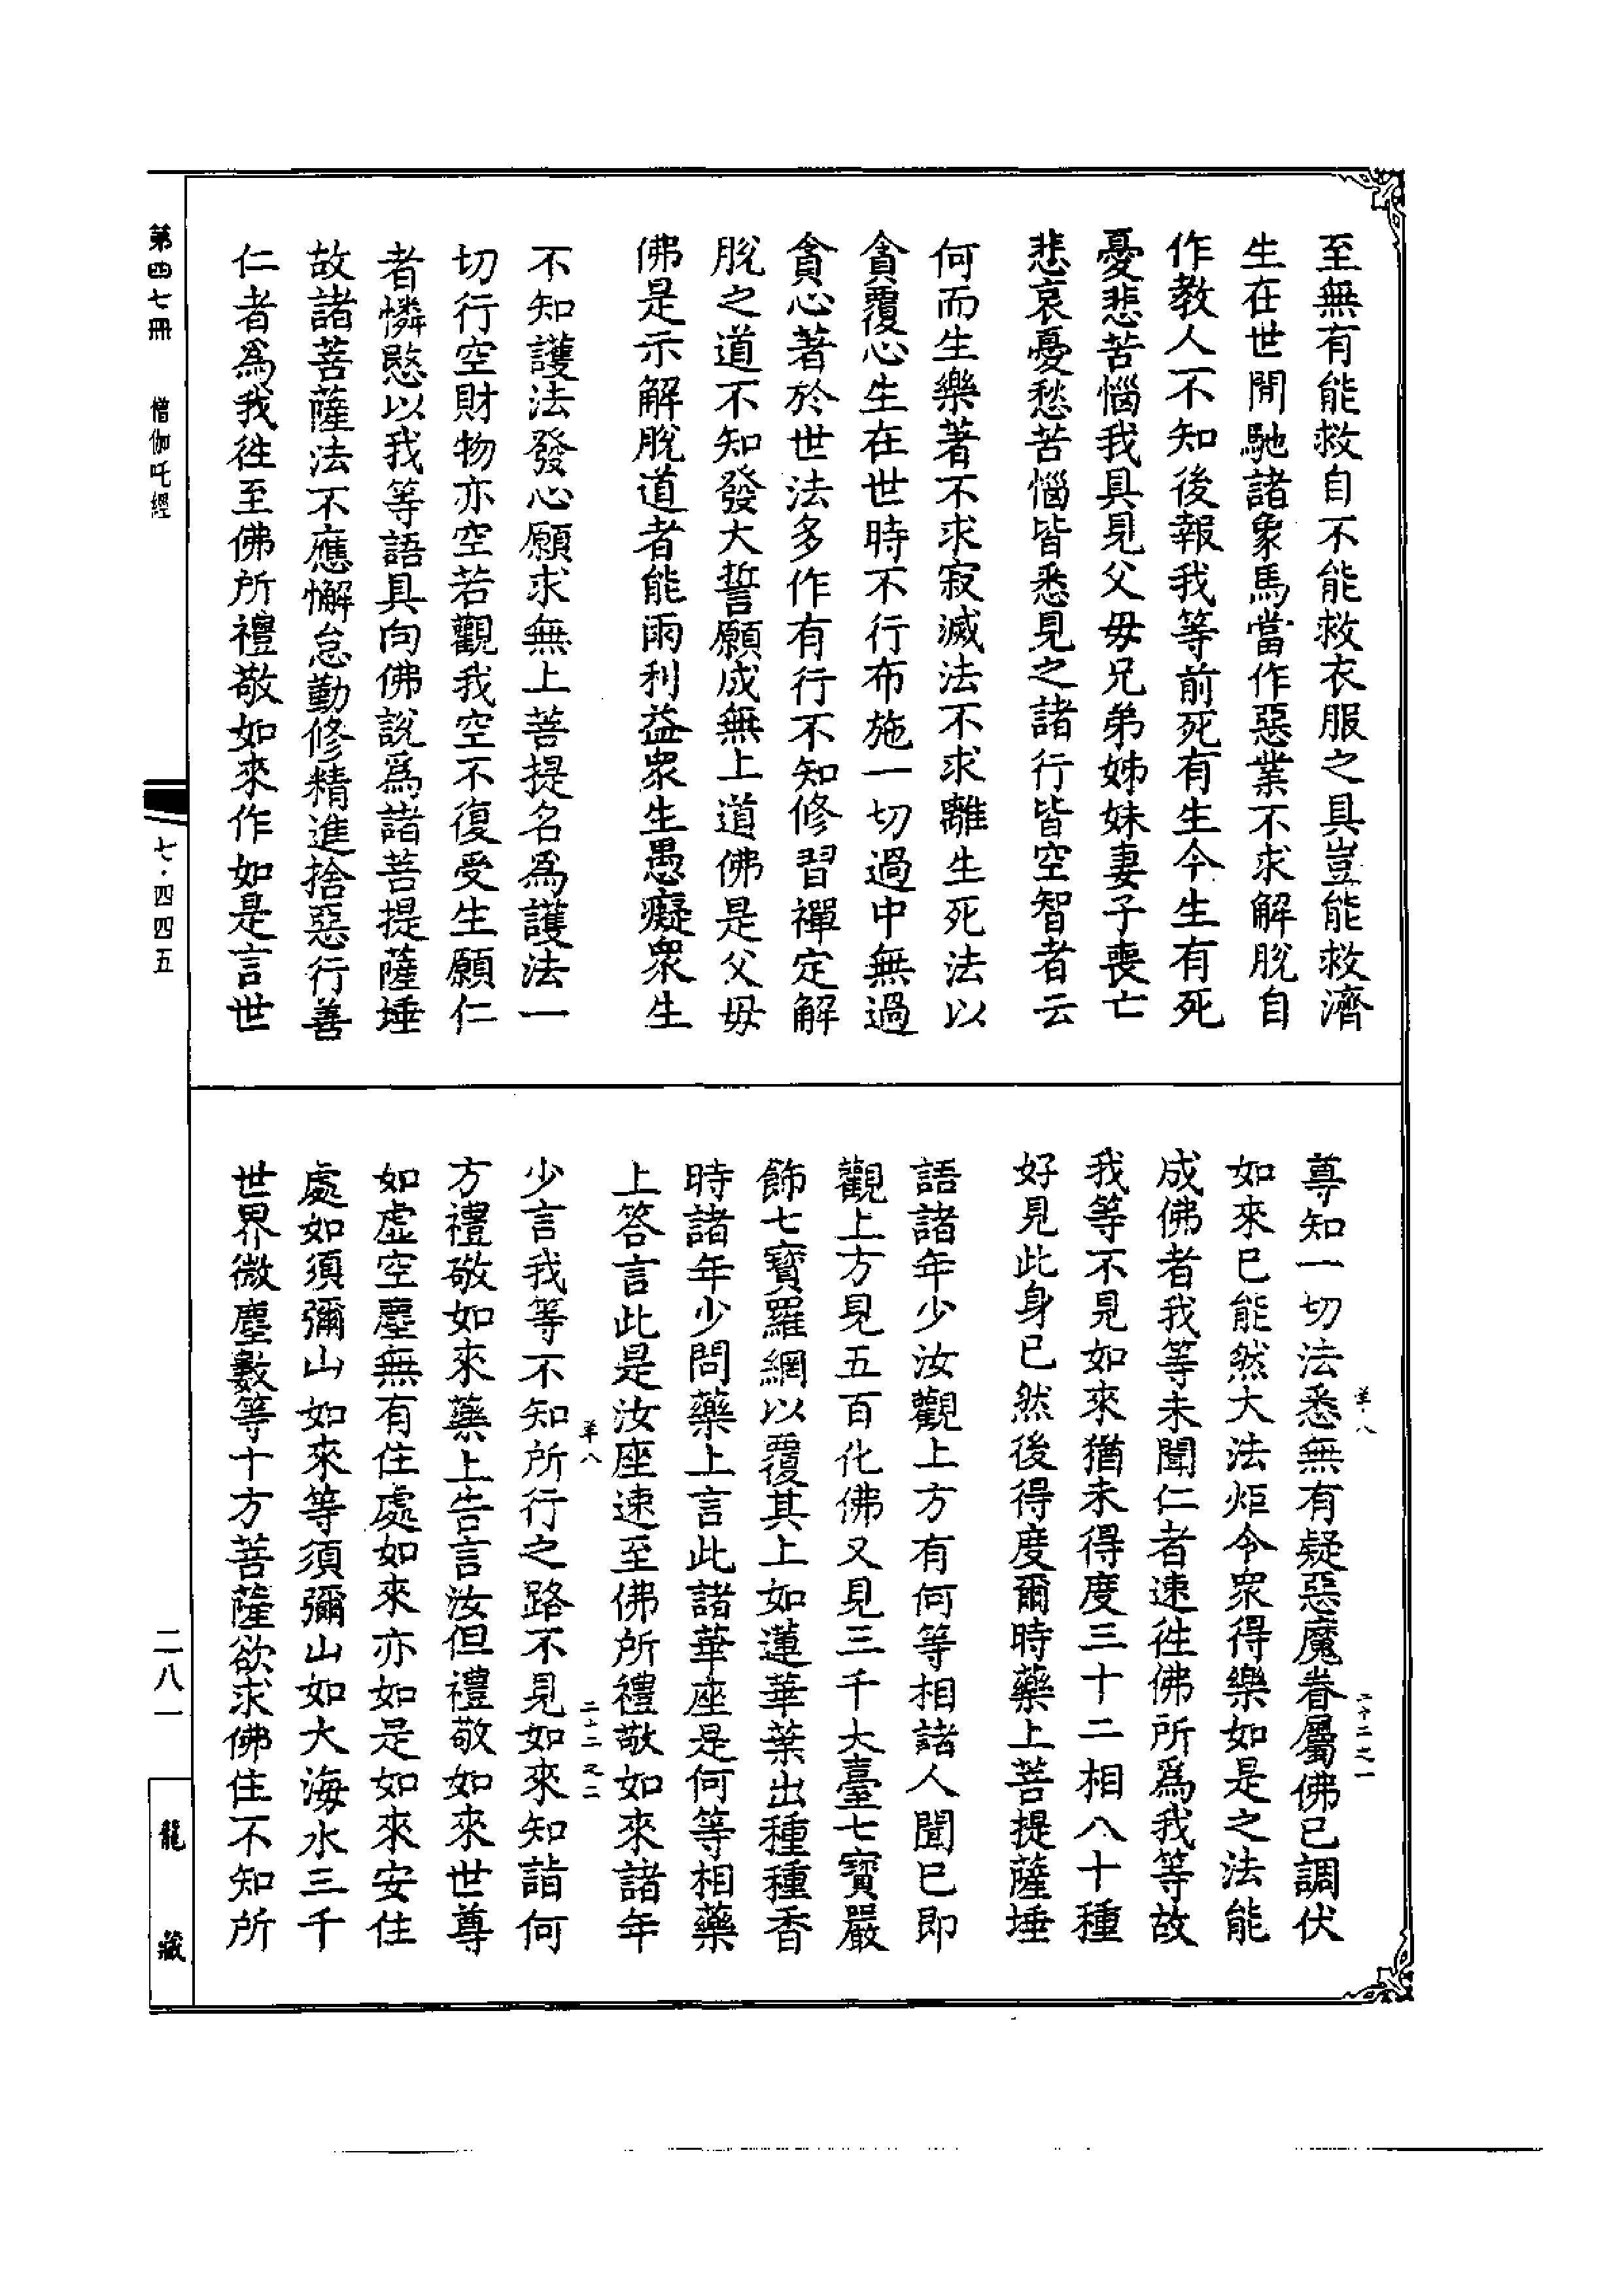 至無有能救自不能救衣服之具豈能救濟
生在世閒馳諸象馬當作惡業不求解脫自
作教人不知後報我等前死有生今生有死
憂悲苦惱我具見父母兄弟姊妹妻子喪亡
悲哀憂愁苦惱皆悉見之諸行皆空智者云
何而生樂著不求寂滅法不求離生死法以
貪覆心生在世時不行布施一切過中無過
貪心著於世法多作有行不知修習禪定解
脫之道不知發大誓願成無上道佛是父母
佛是示解脫道者能雨利益衆生愚癡衆生
不知護法發心願求無上菩提名爲護法一
切行空財物亦空若觀我空不復受生願仁
者憐愍以我等語具向佛說爲諸菩提薩埵
故諸菩薩法不應懈怠勤修精進捨惡行善
仁者爲我往至佛所禮敬如來作如是言世
尊知一切法悉無有疑惡魔眷屬佛已調伏
如來已能然大法炬令衆得樂如是之法能
成佛者我等未聞仁者速往佛所爲我等故
我等不見如來猶未得度三十二相八十種
好見此身已然後得度爾時藥上菩提薩埵
語諸年少汝觀上方有何等相諸人聞已即
觀上方見五百化佛又見三千大臺七寶嚴
飾七寶羅網以覆其上如蓮華葉出種種香
時諸年少問藥上言此諸華座是何等相藥
上答言此是汝座速至佛所禮敬如來諸年
少言我等不知所行之路不見如來知詣何
方禮敬如來藥上告言汝但禮敬如來世尊
如虛空塵無有住處如來亦如是如來安住
處如須彌山如來等須彌山如大海水三千
世界微塵數等十方菩薩欲求佛住不知所
羊八
二十二之一
羊八
二十二之二
第四七冊
僧伽吒經
七·四四五
二八一
龍藏